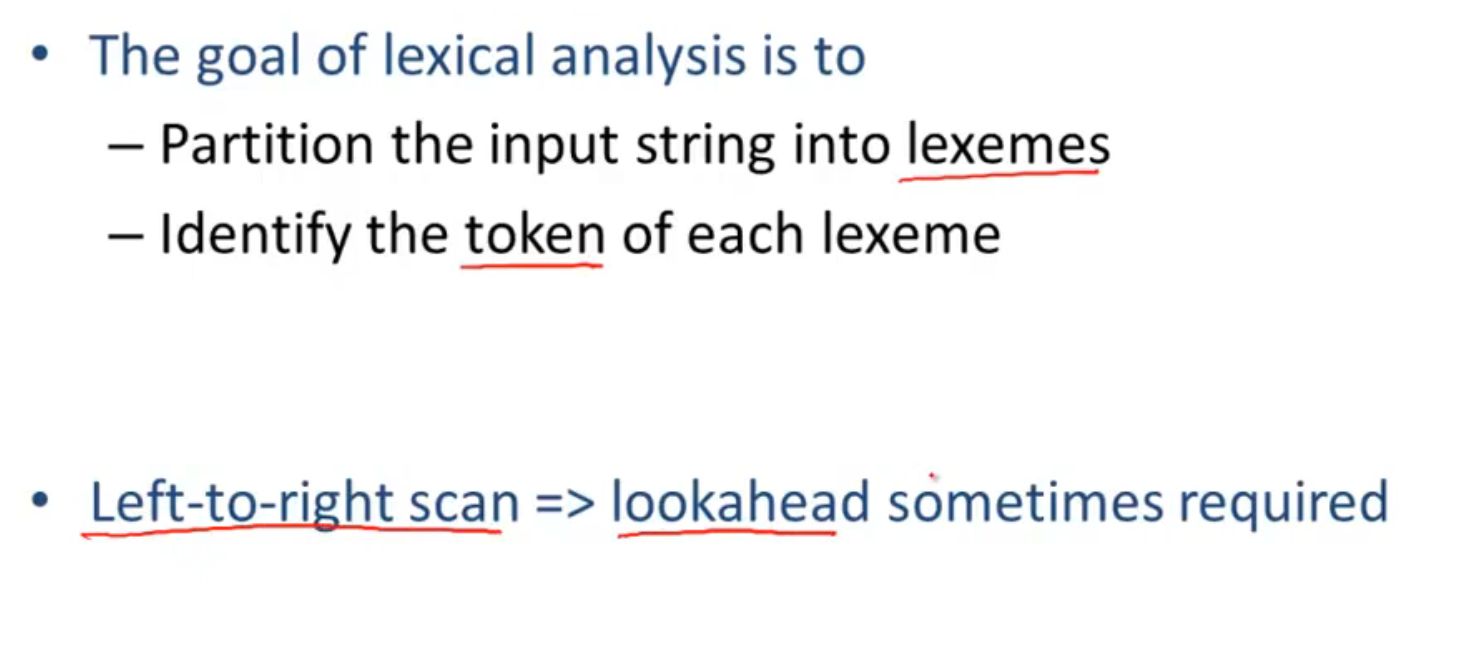 • The goal of lexical analysis is to
– Partition the input string into lexemes
– Identify the token of each lexeme
• Left-to-right scan => lookahead sometimes required